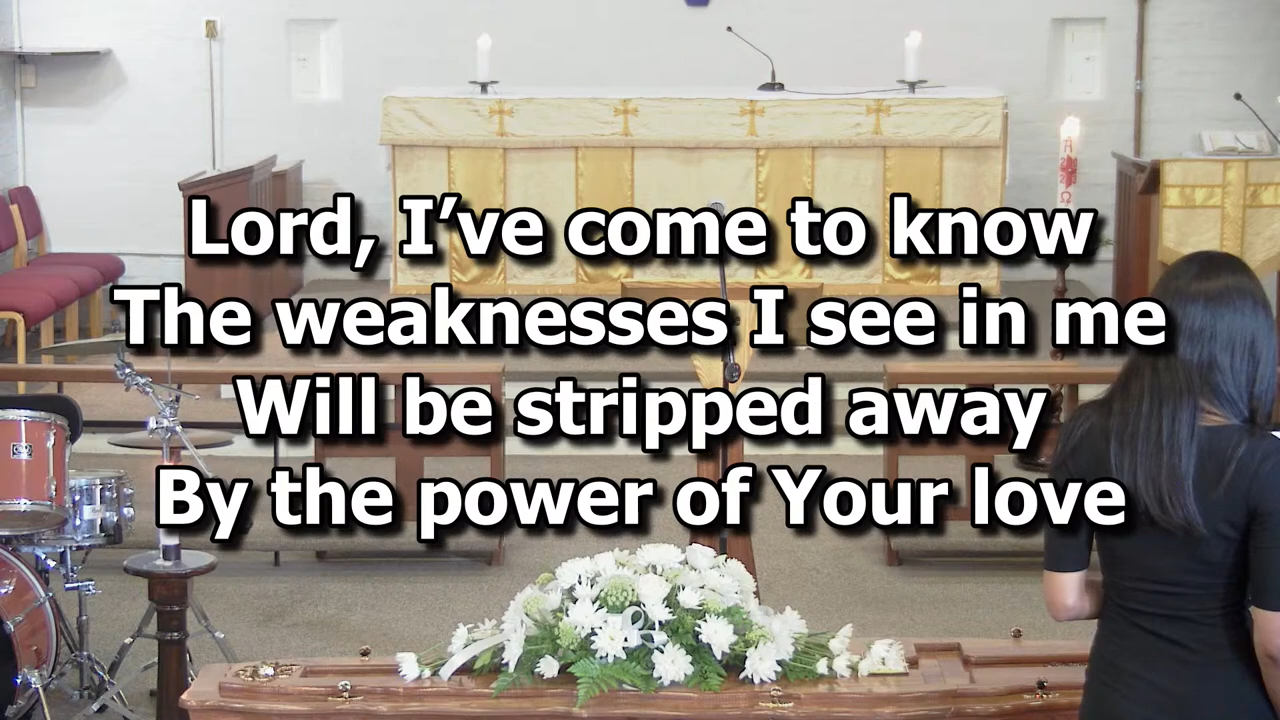 Lord, I’ve come to know
The weaknesses I see in me
Will be stripped away
By the power of Your love
Α
Ω